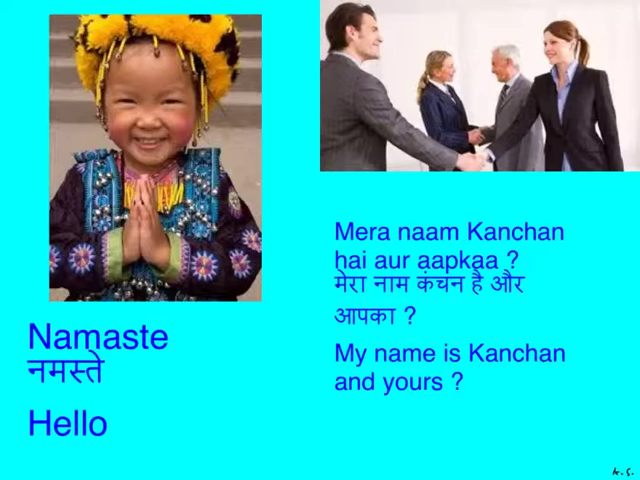 Namaste
नमस्ते
Hello
Mera naam Kanchan
hai aur aapkaa ?
मेरा नाम कंचन है और
आपका ?
My name is Kanchan
and yours ?
K.S.